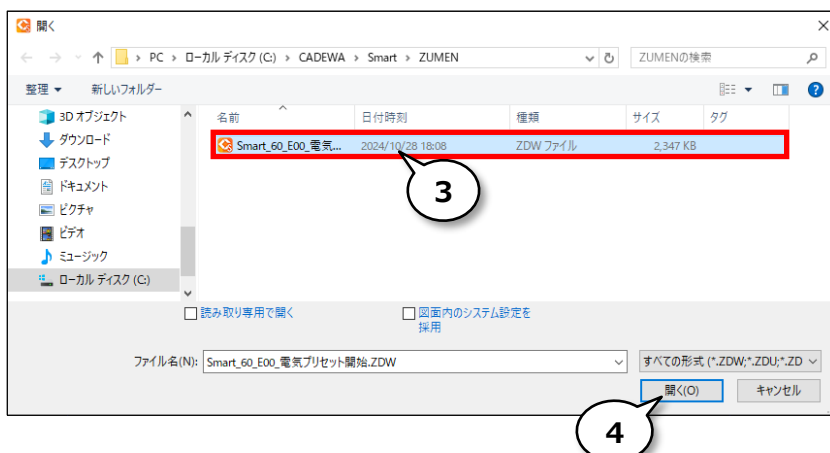 開く
PC › ローカル ディスク (C:) › CADEWA › Smart › ZUMEN
ZUMENの検索
整理 新しいフォルダー
名前 日付時刻 種類 サイズ タグ
3D オブジェクト
ダウンロード
デスクトップ
ドキュメント
ピクチャ
ビデオ
ミュージック
ローカル ディスク (C:)
Smart_60_E00_電気... 2024/10/28 18:08 ZDW ファイル 2,347 KB
3
読み取り専用で開く
図面内のシステム設定を
採用
ファイル名(N): Smart_60_E00_電気プリセット開始.ZDW
すべての形式 (*.ZDW;*.ZDU;*.ZD
開く(O) キャンセル
4